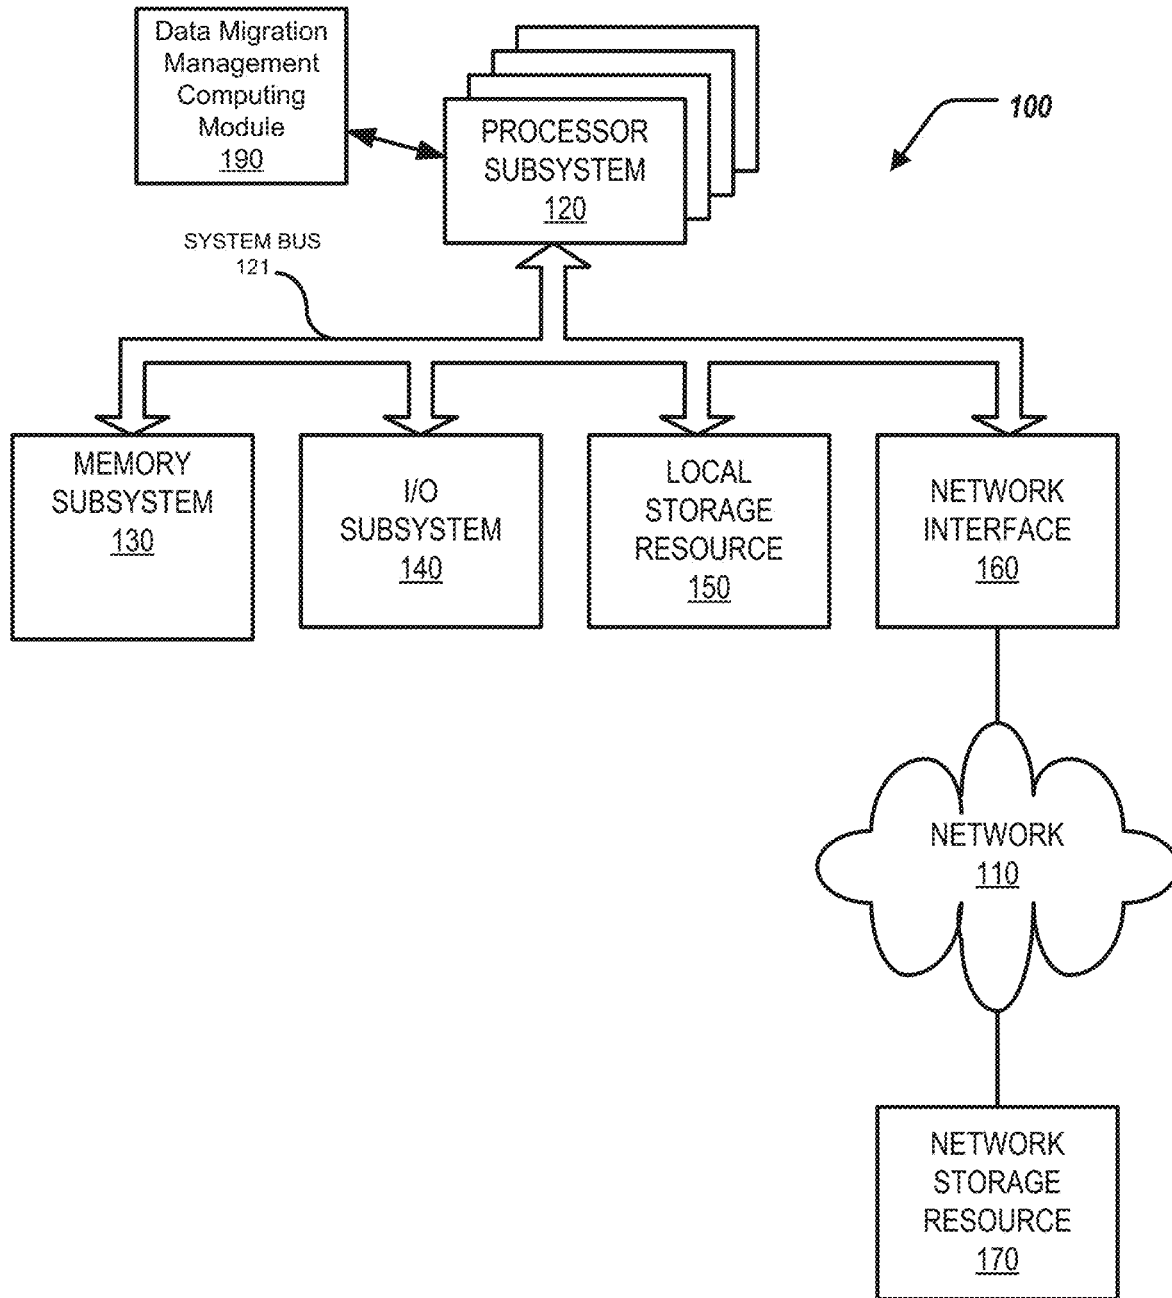 Data Migration
Management
Computing
Module
190
PROCESSOR
SUBSYSTEM
120
100
SYSTEM BUS
121
MEMORY
SUBSYSTEM
130
I/O
SUBSYSTEM
140
LOCAL
STORAGE
RESOURCE
150
NETWORK
INTERFACE
160
NETWORK
110
NETWORK
STORAGE
RESOURCE
170